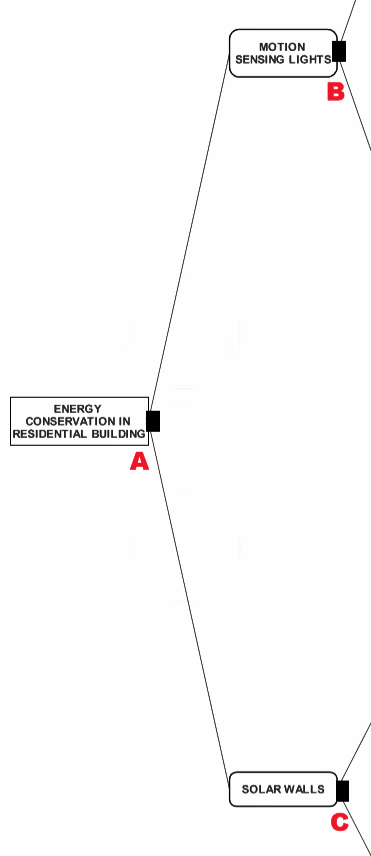 MOTION
SENSING LIGHTS
B
ENERGY
CONSERVATION IN
RESIDENTIAL BUILDING
A
SOLAR WALLS
C